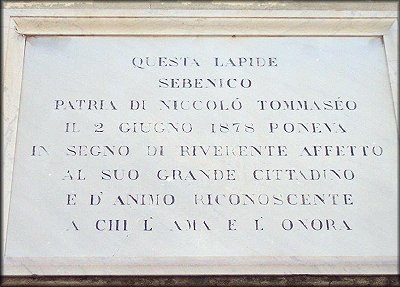 QUESTA LAPIDE
SEBENICO
PATRIA DI NICCOLÓ TOMMASÉO
IL 2 GIUGNO 1878 PONEVA
IN SEGNO DI RIVERENTE AFFETTO
AL SUO GRANDE CITTADINO
E D' ANIMO RICONOSCENTE
A CHI L' AMA E L' ONORA